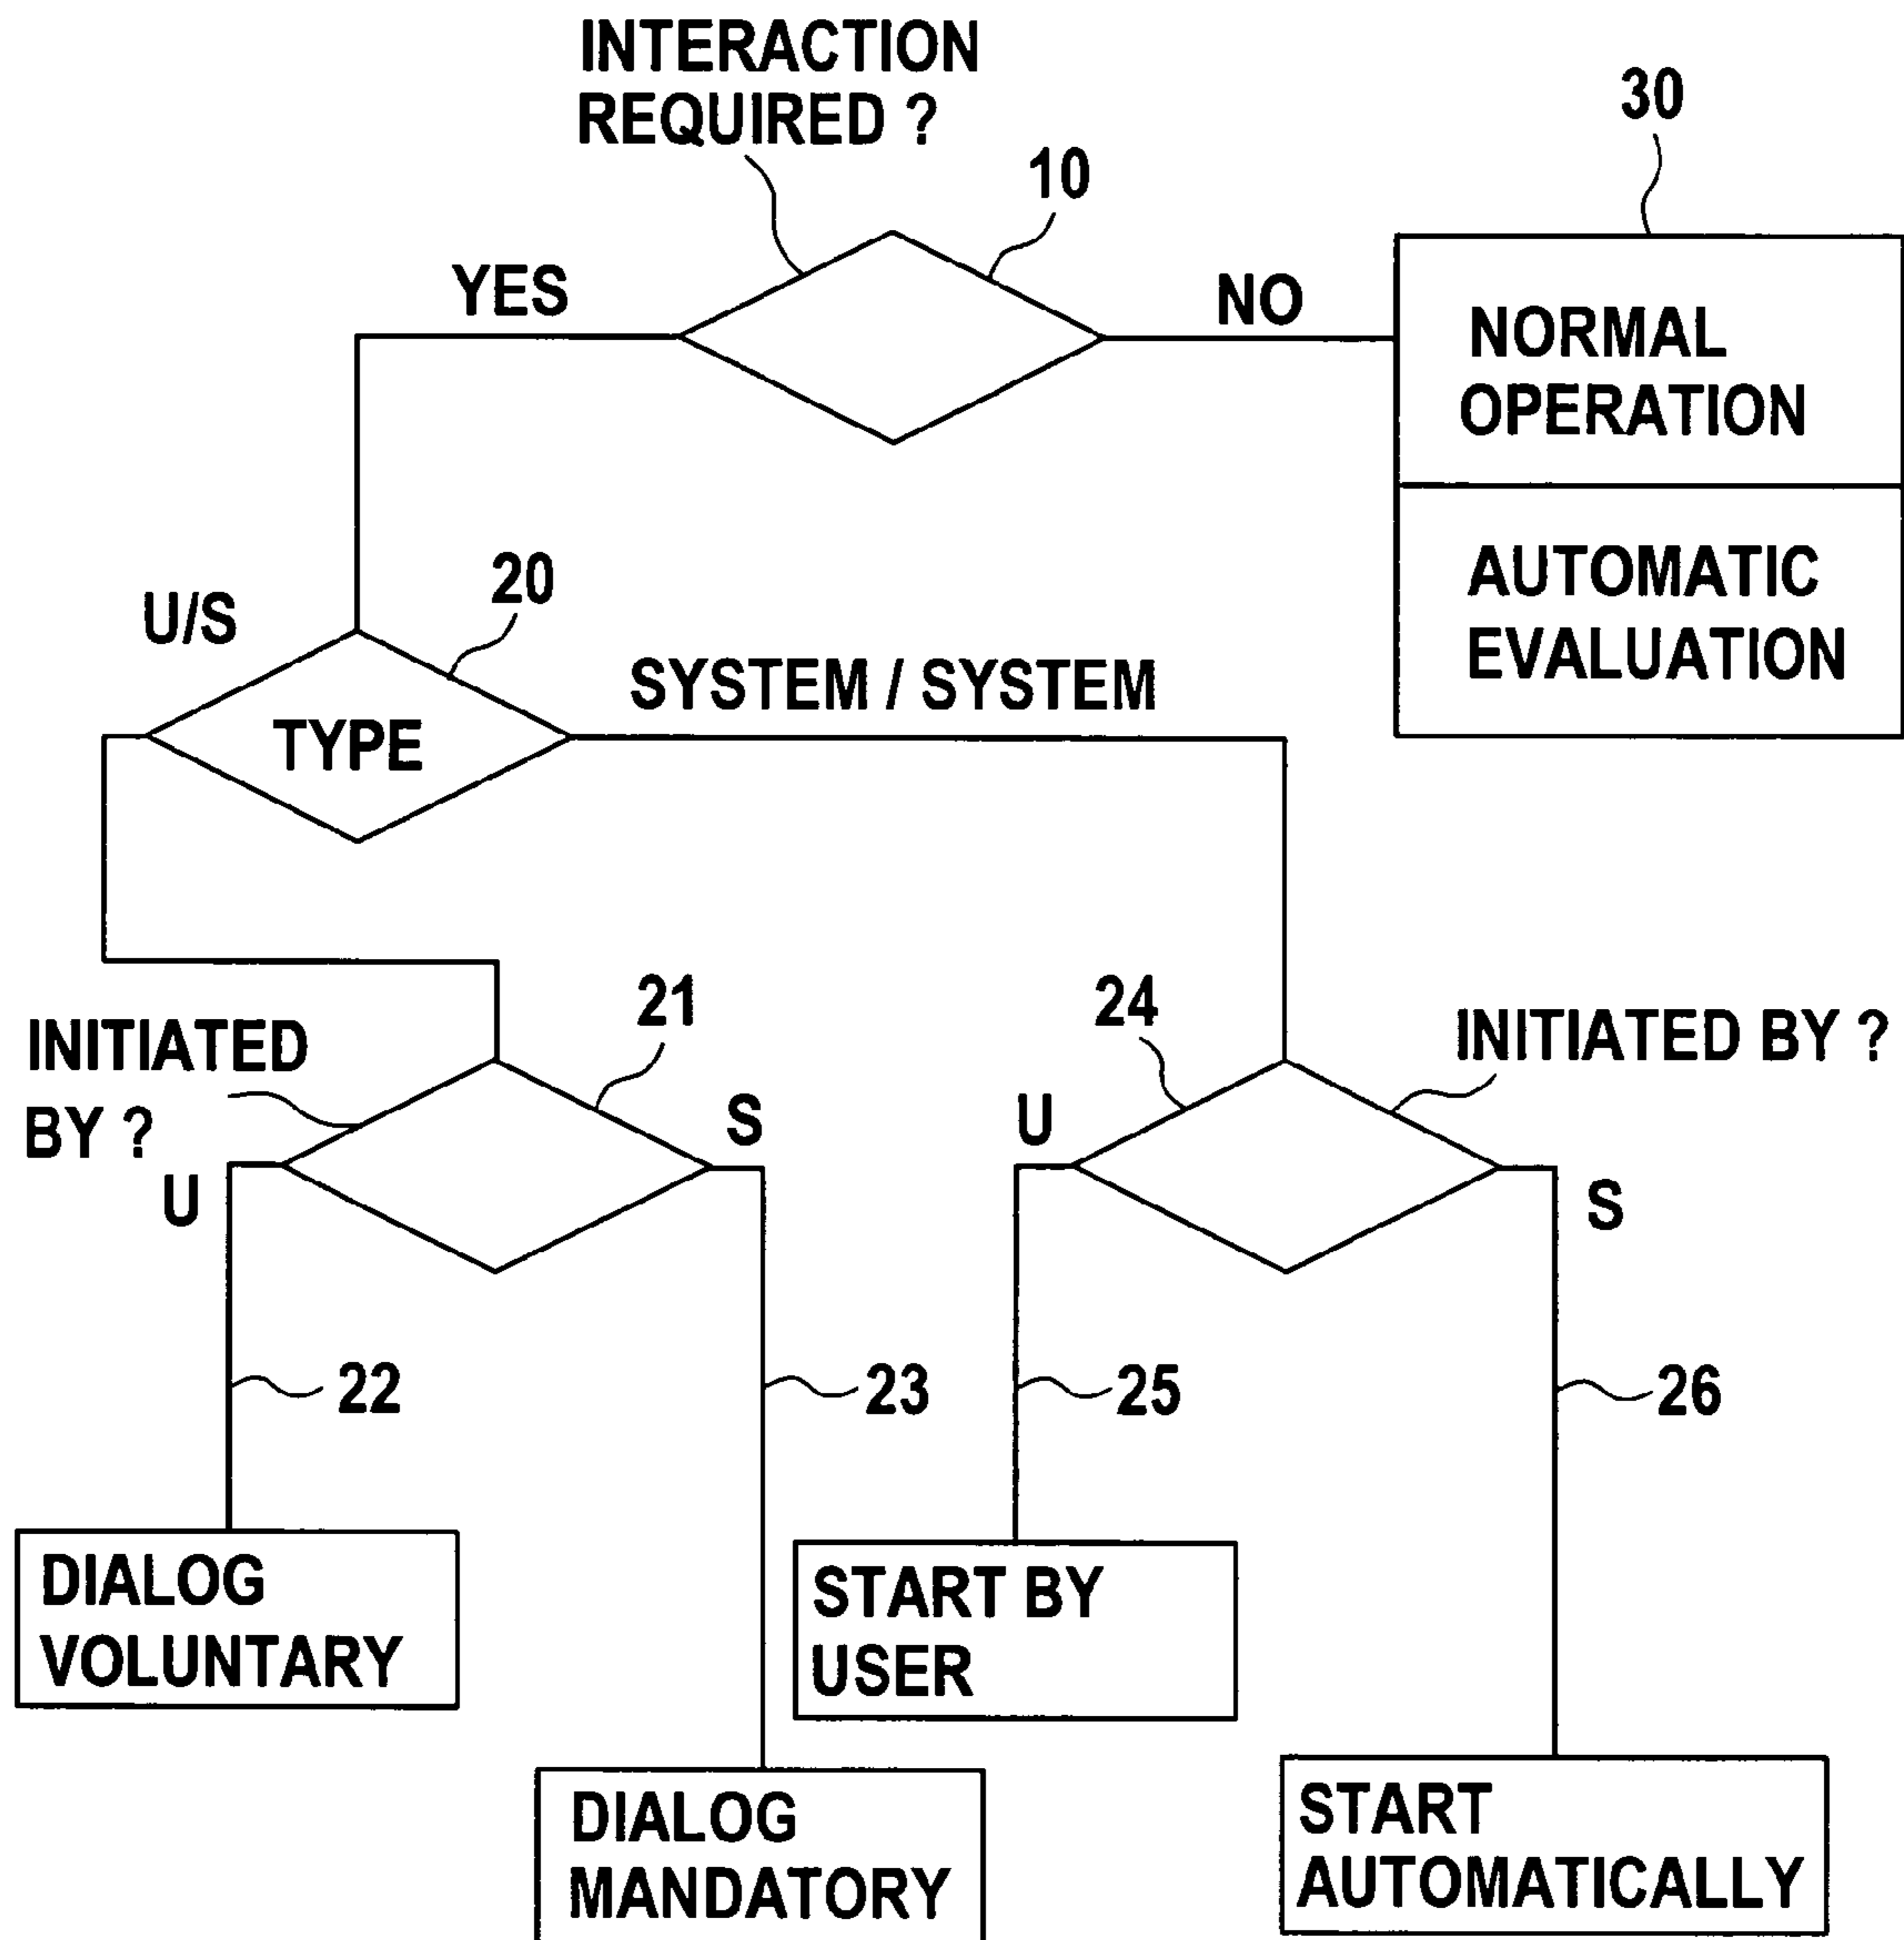 INTERACTION
REQUIRED ?
30
10
YES
NO
NORMAL
OPERATION
AUTOMATIC
EVALUATION
20
U/S
SYSTEM / SYSTEM
TYPE
21
24
INITIATED
BY ?
INITIATED BY ?
S
U
U
S
22
23
25
26
DIALOG
VOLUNTARY
START BY
USER
DIALOG
MANDATORY
START
AUTOMATICALLY